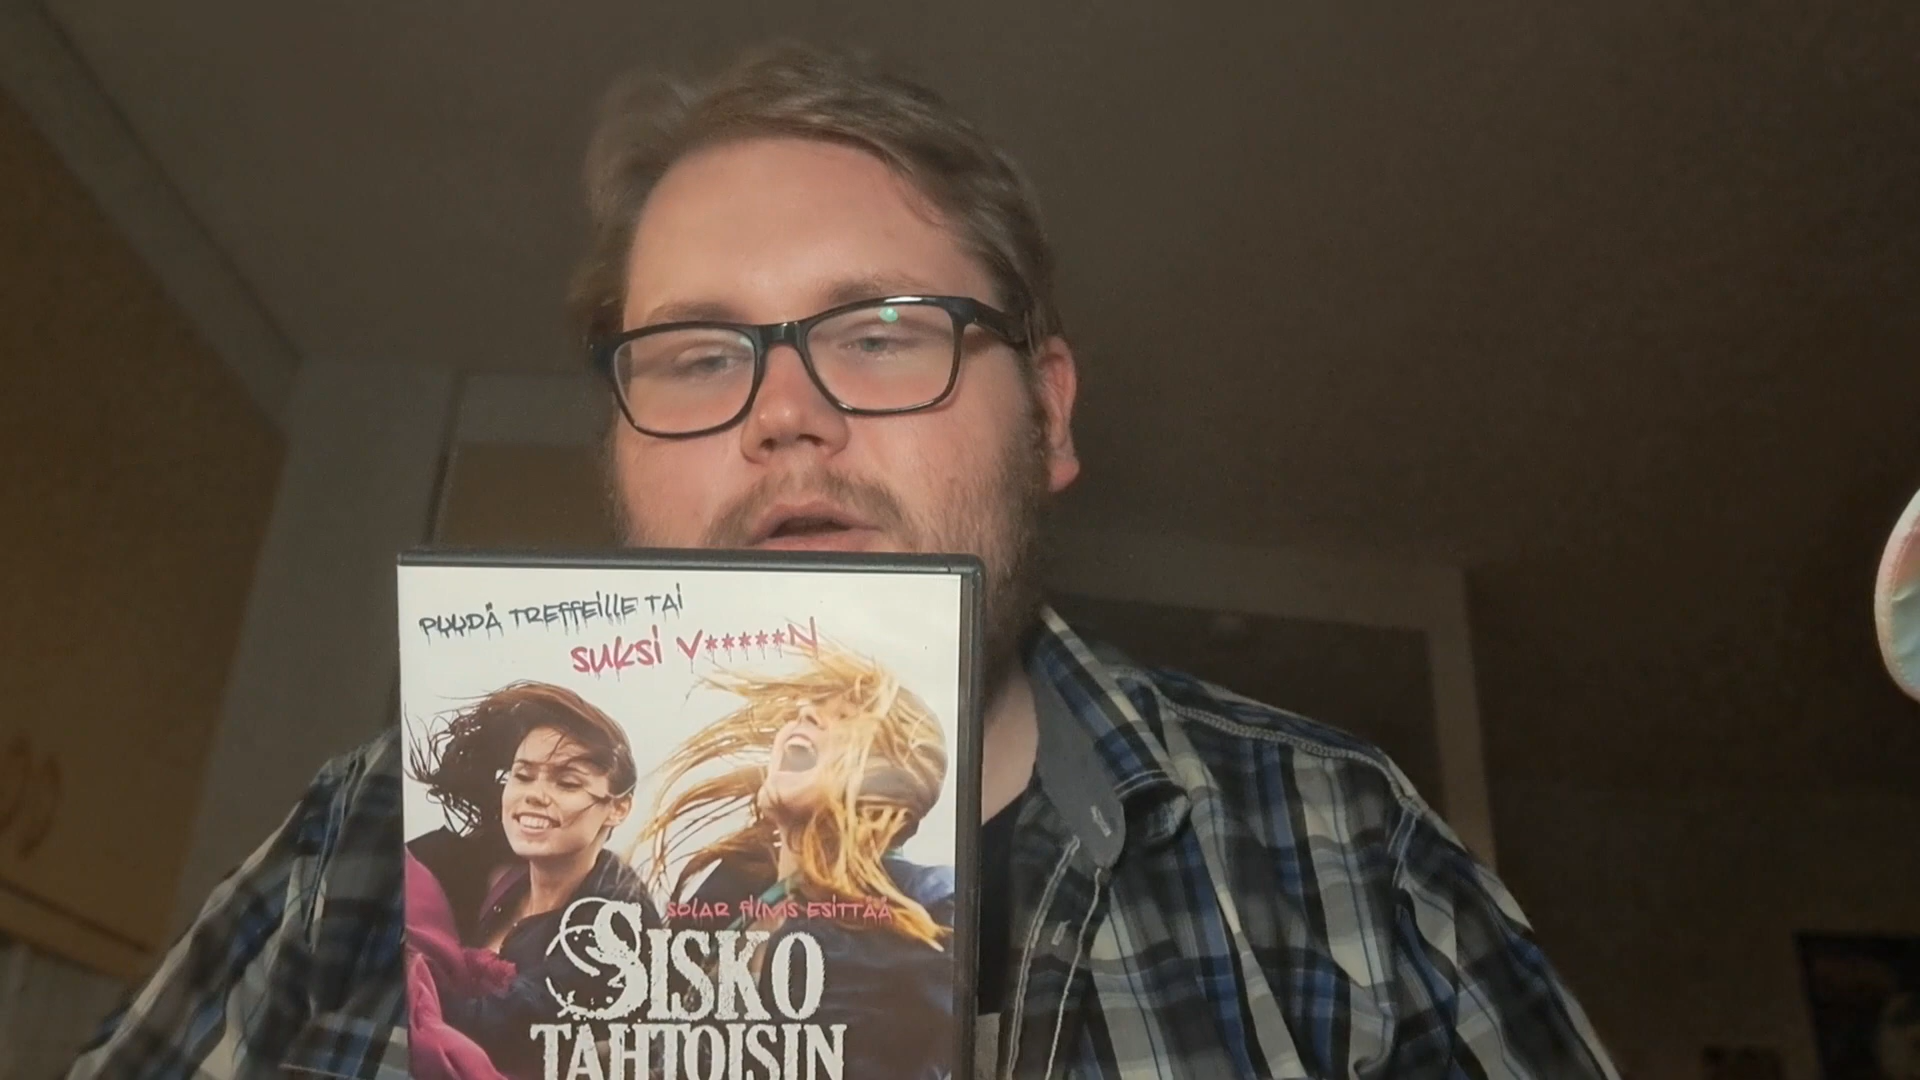 PYYDÄ TREFFEILLE TAI
SUKSI V*****N
SOLAR FILMS ESITTÄÄ
SISKO
TAHTOISIN